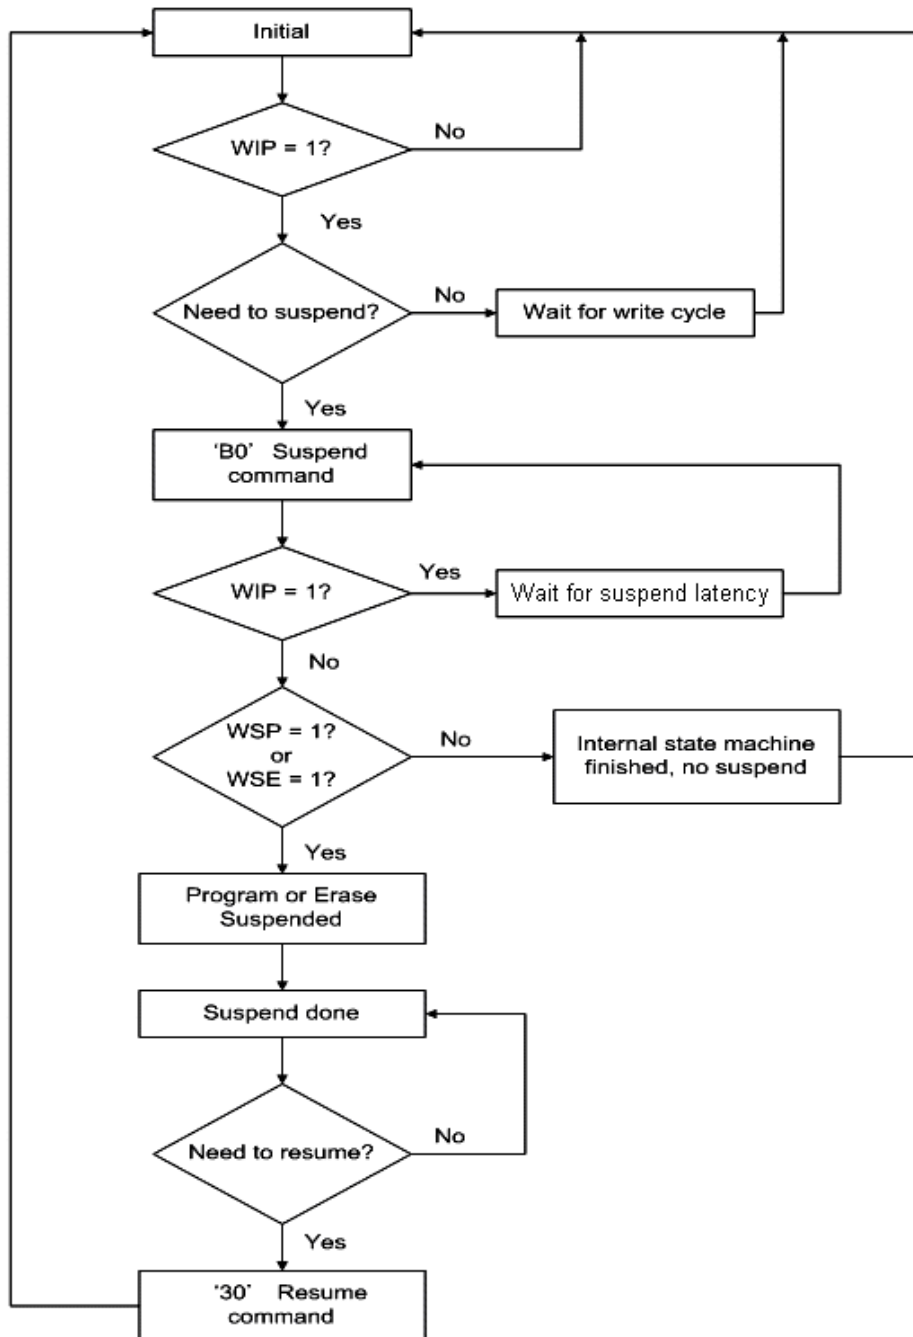 Initial
WIP = 1?
No
Yes
Need to suspend?
No
Wait for write cycle
Yes
‘B0’ Suspend
command
WIP = 1?
Yes
Wait for suspend latency
No
WSP = 1?
or
WSE = 1?
No
Internal state machine
finished, no suspend
Yes
Program or Erase
Suspended
Suspend done
Need to resume?
No
Yes
‘30’ Resume
command